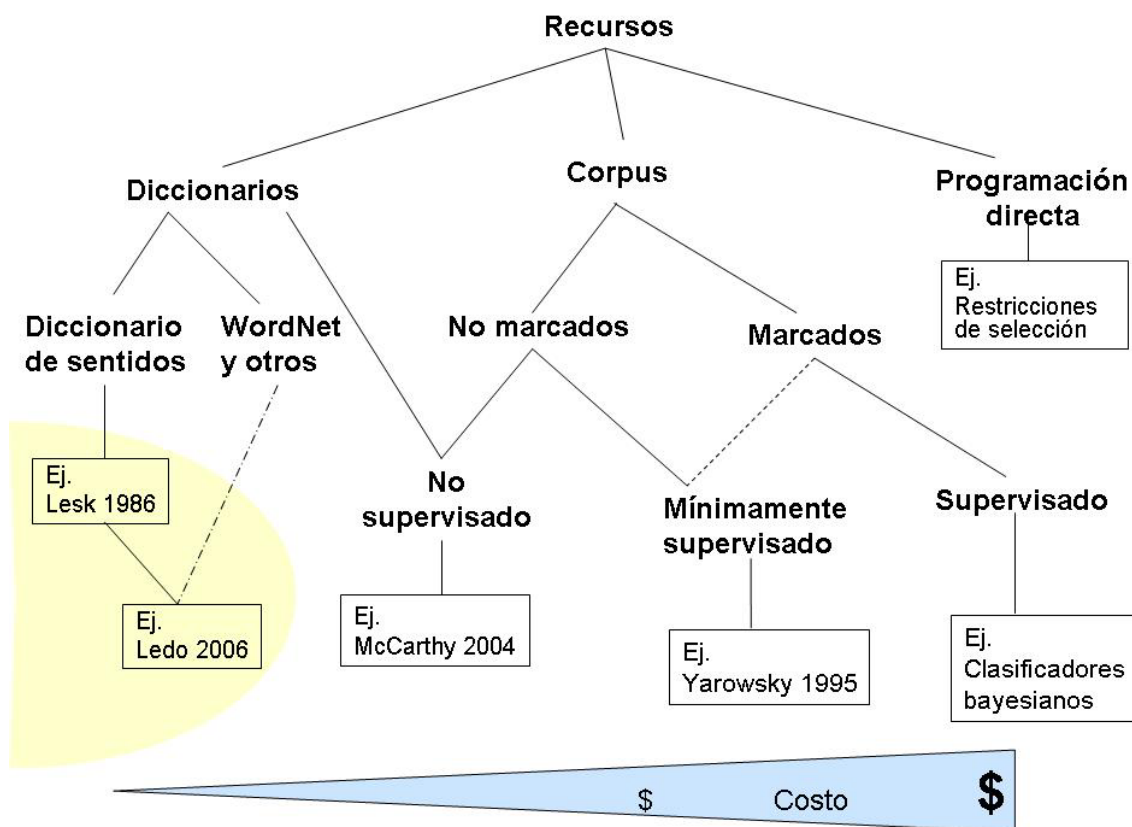 Recursos
Diccionarios
Corpus
Programación
directa
Ej.
Restricciones
de selección
Diccionario
de sentidos
WordNet
y otros
No marcados
Marcados
Ej.
Lesk 1986
No
supervisado
Mínimamente
supervisado
Supervisado
Ej.
Ledo 2006
Ej.
McCarthy 2004
Ej.
Yarowsky 1995
Ej.
Clasificadores
bayesianos
$ Costo $